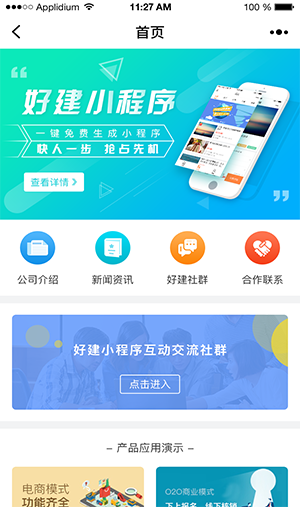 ●●●○○ Applidium 11:27 AM 100 %
首页
好建小程序
一键免费生成小程序
快人一步 抢占先机
查看详情 〉
公司介绍 新闻资讯 好建社群 合作联系
好建小程序互动交流社群
点击进入
– 产品应用演示 –
电商模式
功能齐全
O2O商业模式
线下核销